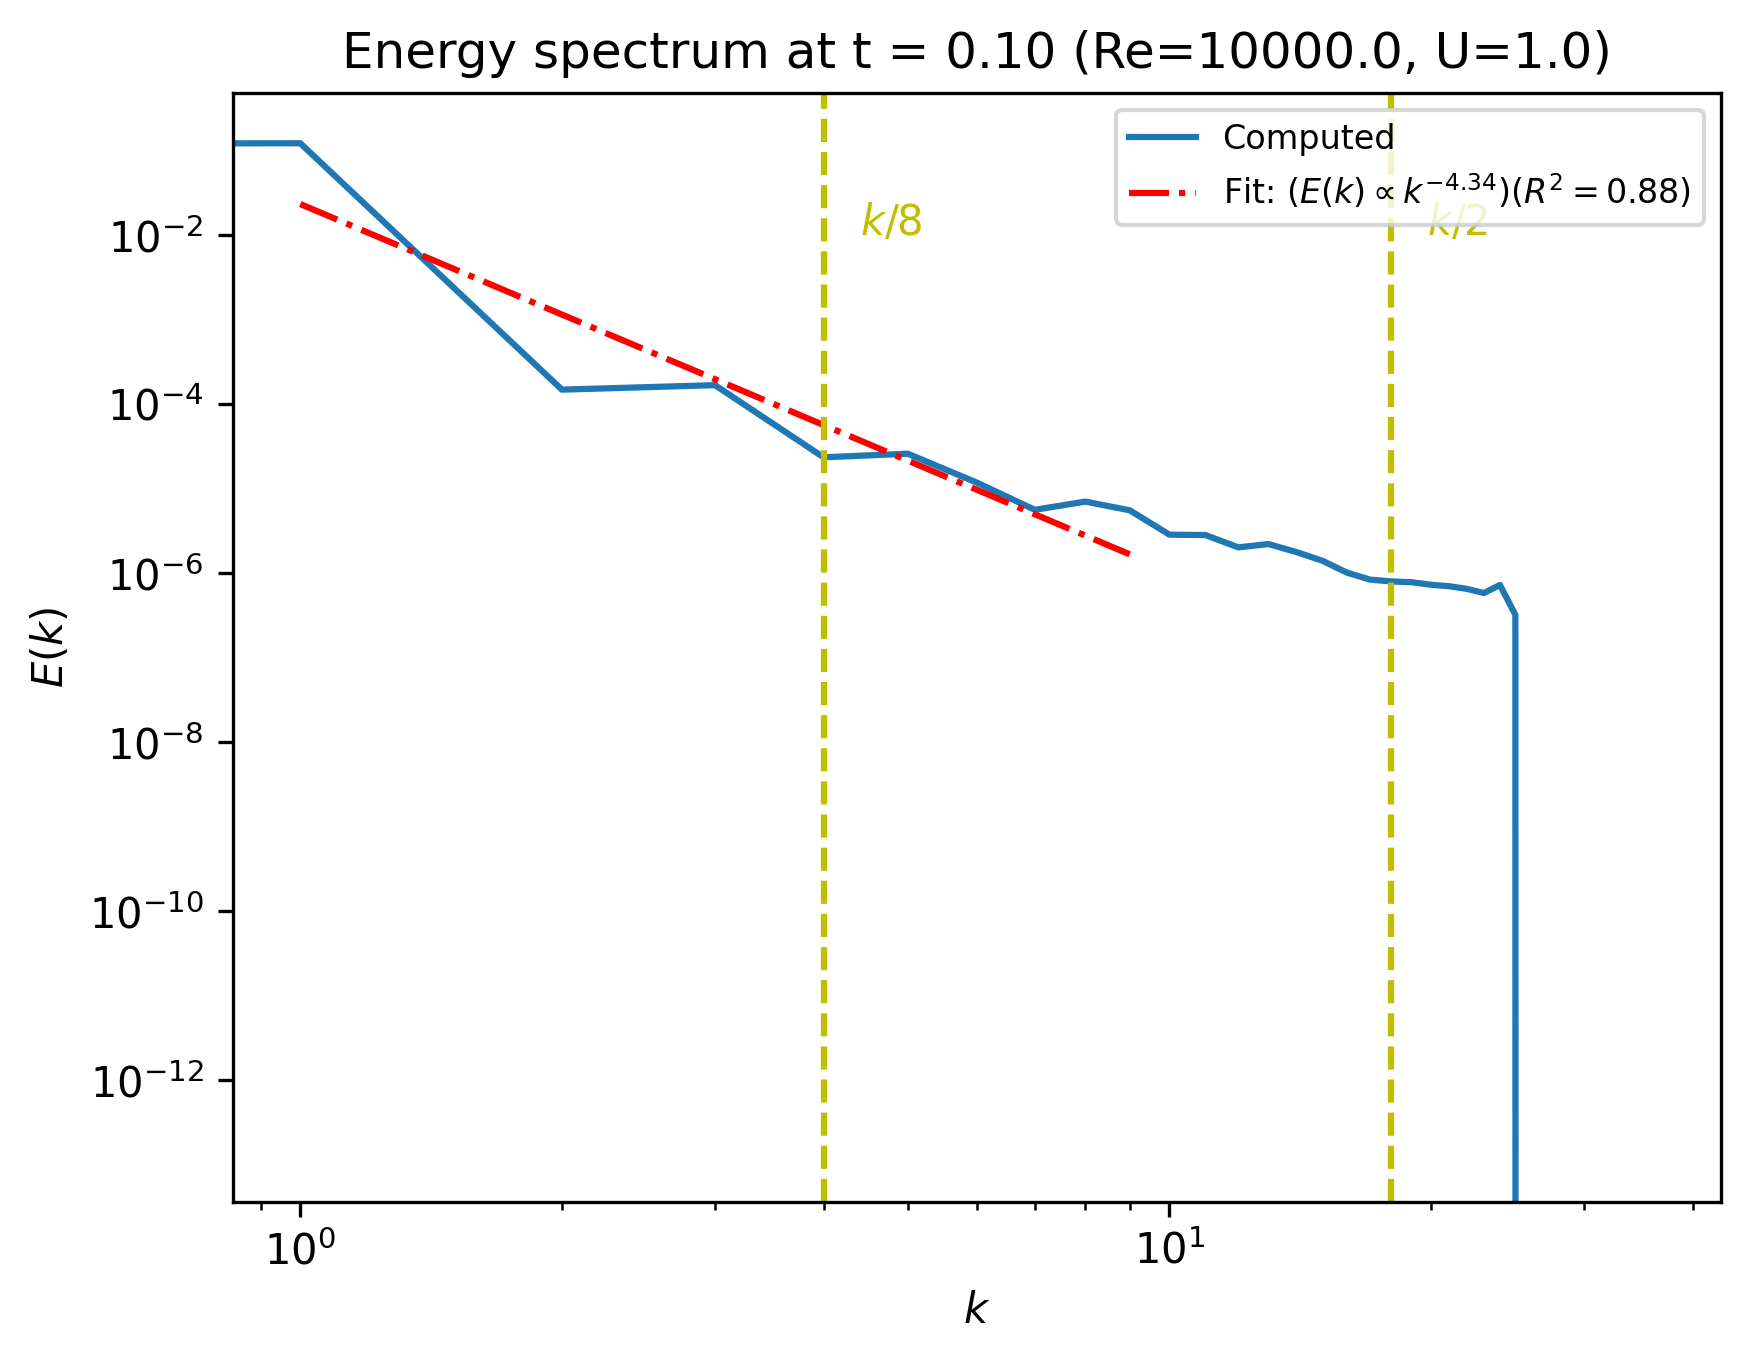 Energy spectrum at t = 0.10 (Re=10000.0, U=1.0)
Computed
Fit: (E(k) ∝ k^{-4.34})(R^2 = 0.88)
k/8
k/2
10^{-2}
10^{-4}
10^{-6}
10^{-8}
10^{-10}
10^{-12}
E(k)
10^0
10^1
k